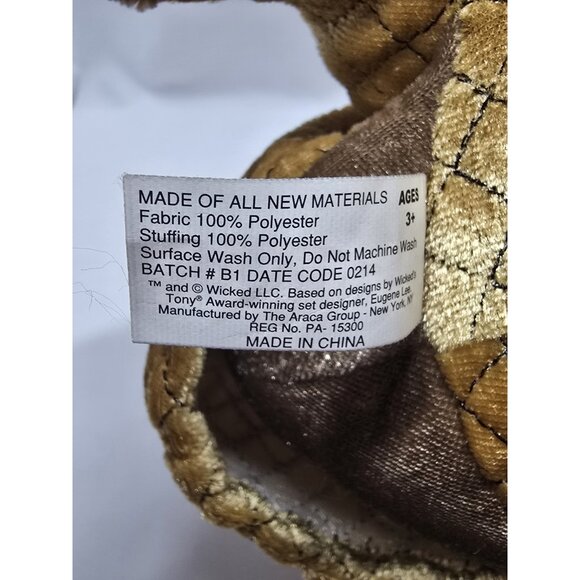 MADE OF ALL NEW MATERIALS AGES
Fabric 100% Polyester 3+
Stuffing 100% Polyester
Surface Wash Only, Do Not Machine Wash
BATCH # B1 DATE CODE 0214
™ and © Wicked LLC. Based on designs by Wicked's
Tony® Award-winning set designer, Eugene Lee.
Manufactured by The Araca Group - New York, NY
REG No. PA- 15300
MADE IN CHINA